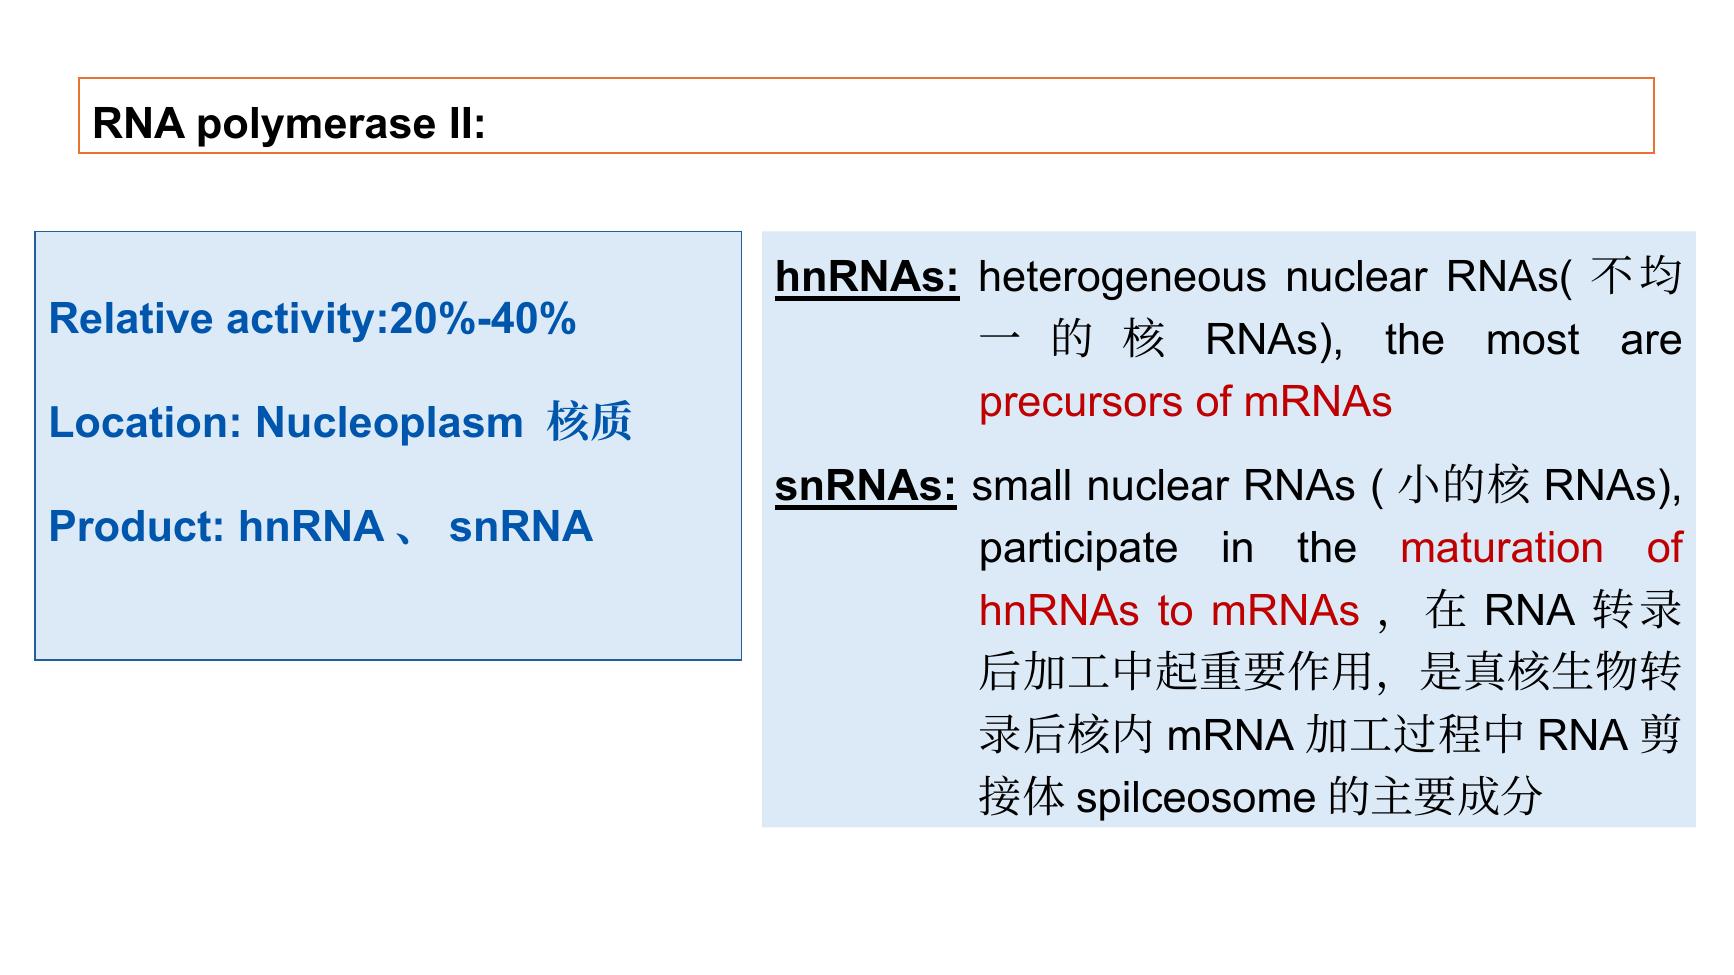 RNA polymerase II:
Relative activity:20%-40%
Location: Nucleoplasm 核质
Product: hnRNA 、 snRNA
hnRNAs: heterogeneous nuclear RNAs( 不均
一的核 RNAs), the most are
precursors of mRNAs
snRNAs: small nuclear RNAs ( 小的核 RNAs),
participate in the maturation of
hnRNAs to mRNAs ，在 RNA 转录
后加工中起重要作用，是真核生物转
录后核内 mRNA 加工过程中 RNA 剪
接体 spilceosome 的主要成分